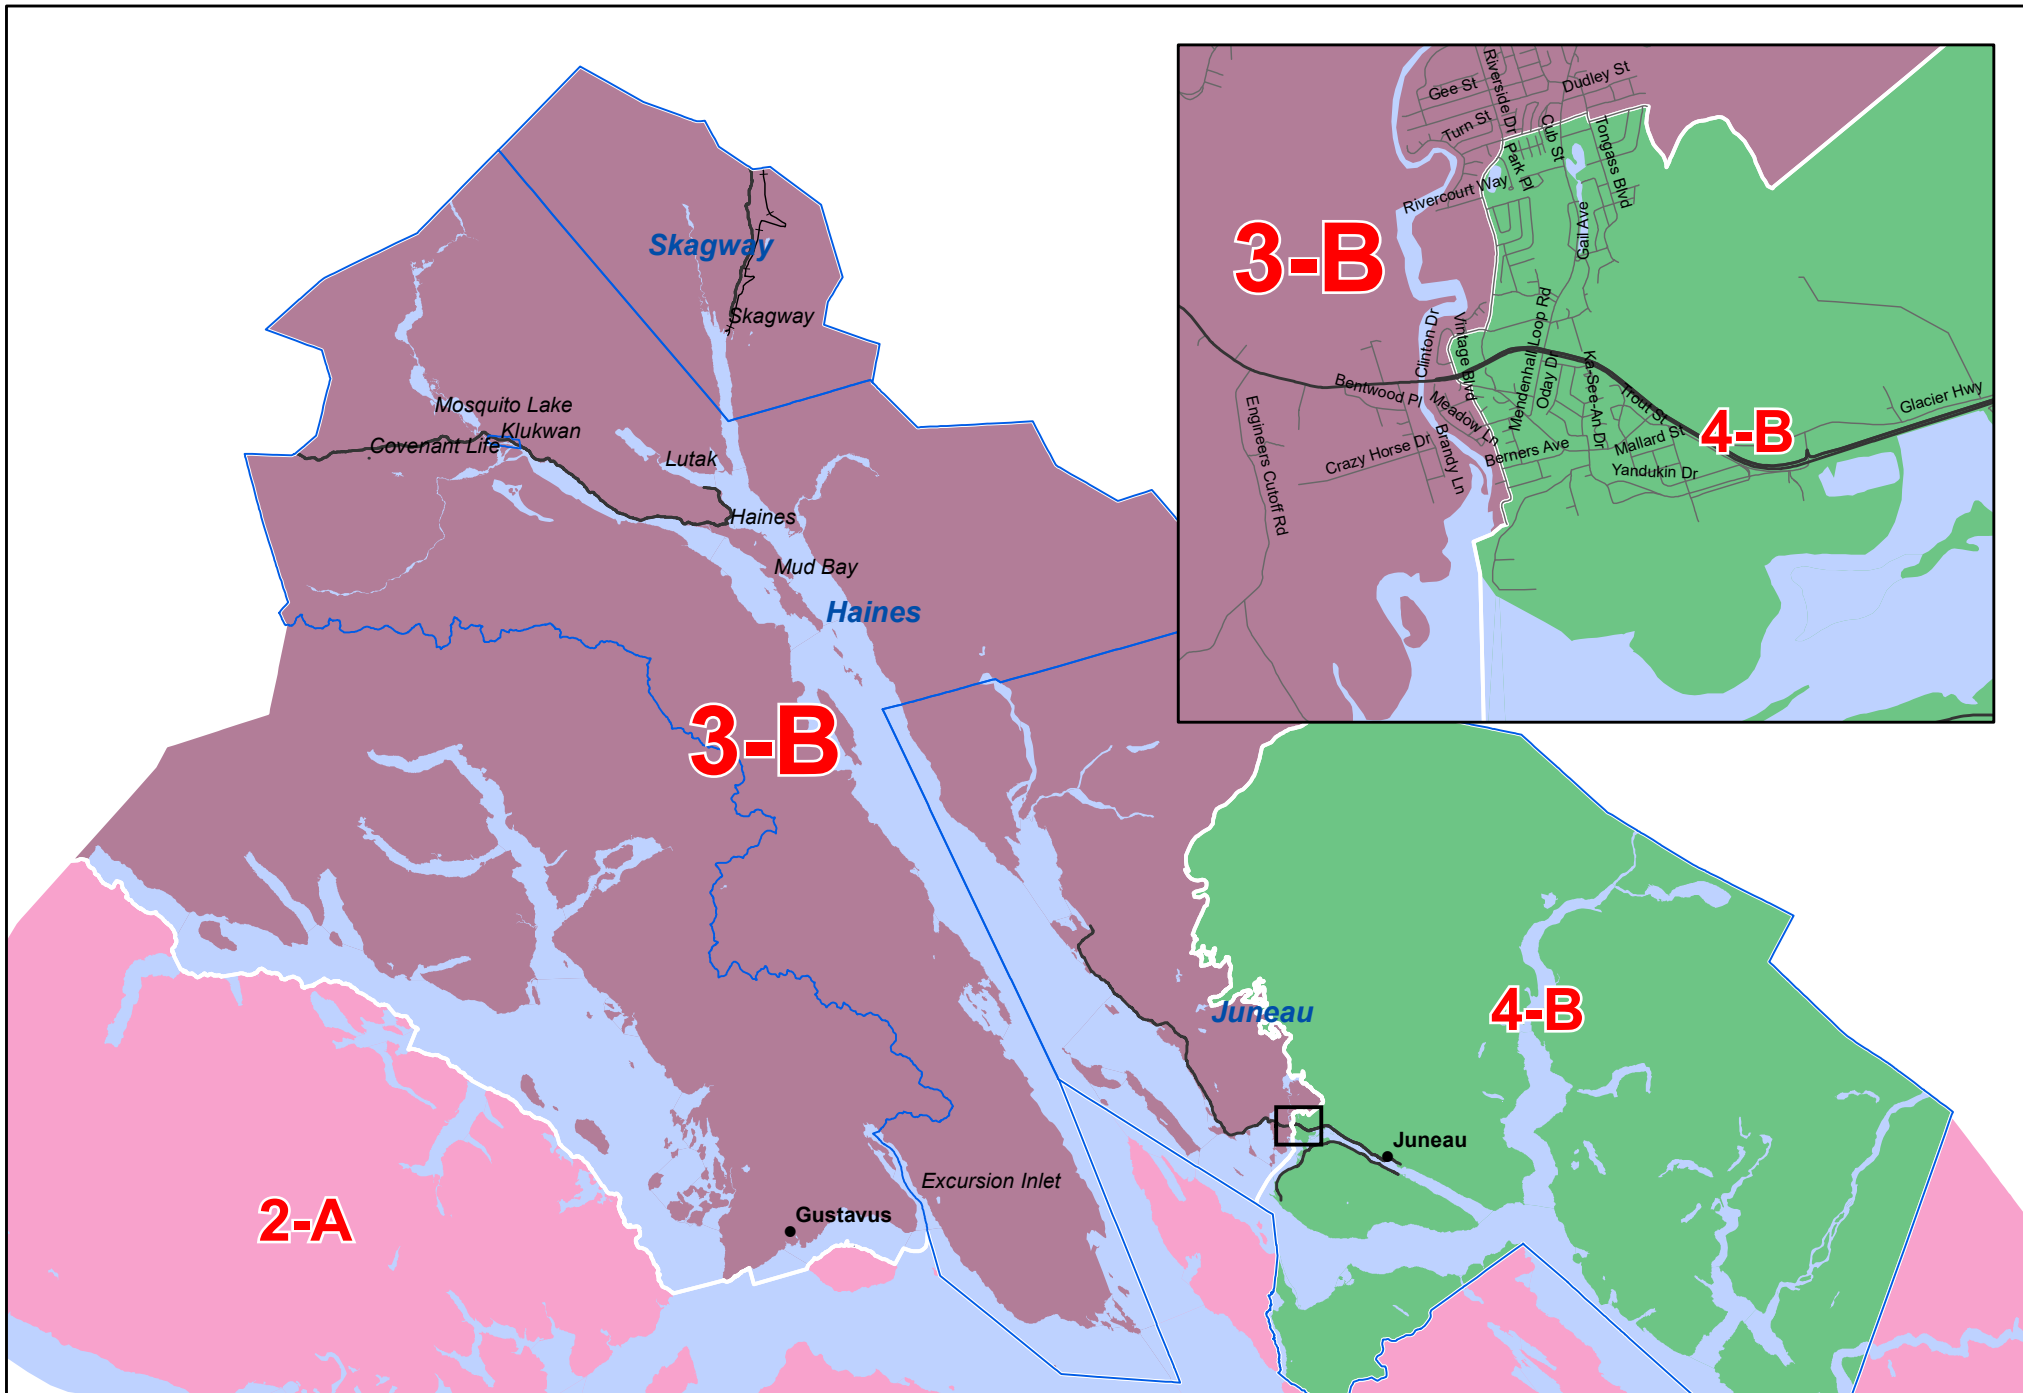 Skagway
Skagway
Mosquito Lake
Klukwan
Covenant Life
Lutak
Haines
Mud Bay
Haines
3-B
Juneau
4-B
Juneau
Excursion Inlet
Gustavus
2-A
Riverside Dr
Dudley St
Gee St
Turn St
Cub St
Tongass Blvd
Park Pl
Rivercourt Way
3-B
Gail Ave
Clinton Dr
Vintage Blvd
Mendenhall Loop Rd
Oday Dr
Ka-See-An Dr
Trout St
Glacier Hwy
Bentwood Pl
Meadow Ln
4-B
Engineers Cutoff Rd
Crazy Horse Dr
Brandy Ln
Berners Ave
Mallard St
Yandukin Dr